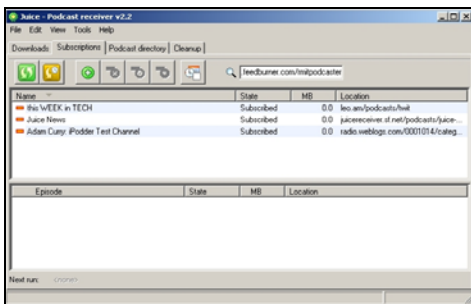 Juice - Podcast receiver v2.2
File Edit View Tools Help
Downloads Subscriptions Podcast directory Cleanup
.feedburner.com/mitpodcaster
Name State MB Location
this WEEK in TECH Subscribed 0.0 leo.am/podcasts/twit
Juice News Subscribed 0.0 juicereceiver.sf.net/podcasts/juice-...
Adam Curry: iPodder Test Channel Subscribed 0.0 radio.weblogs.com/0001014/categ...
Episode State MB Location
Next run: <none>